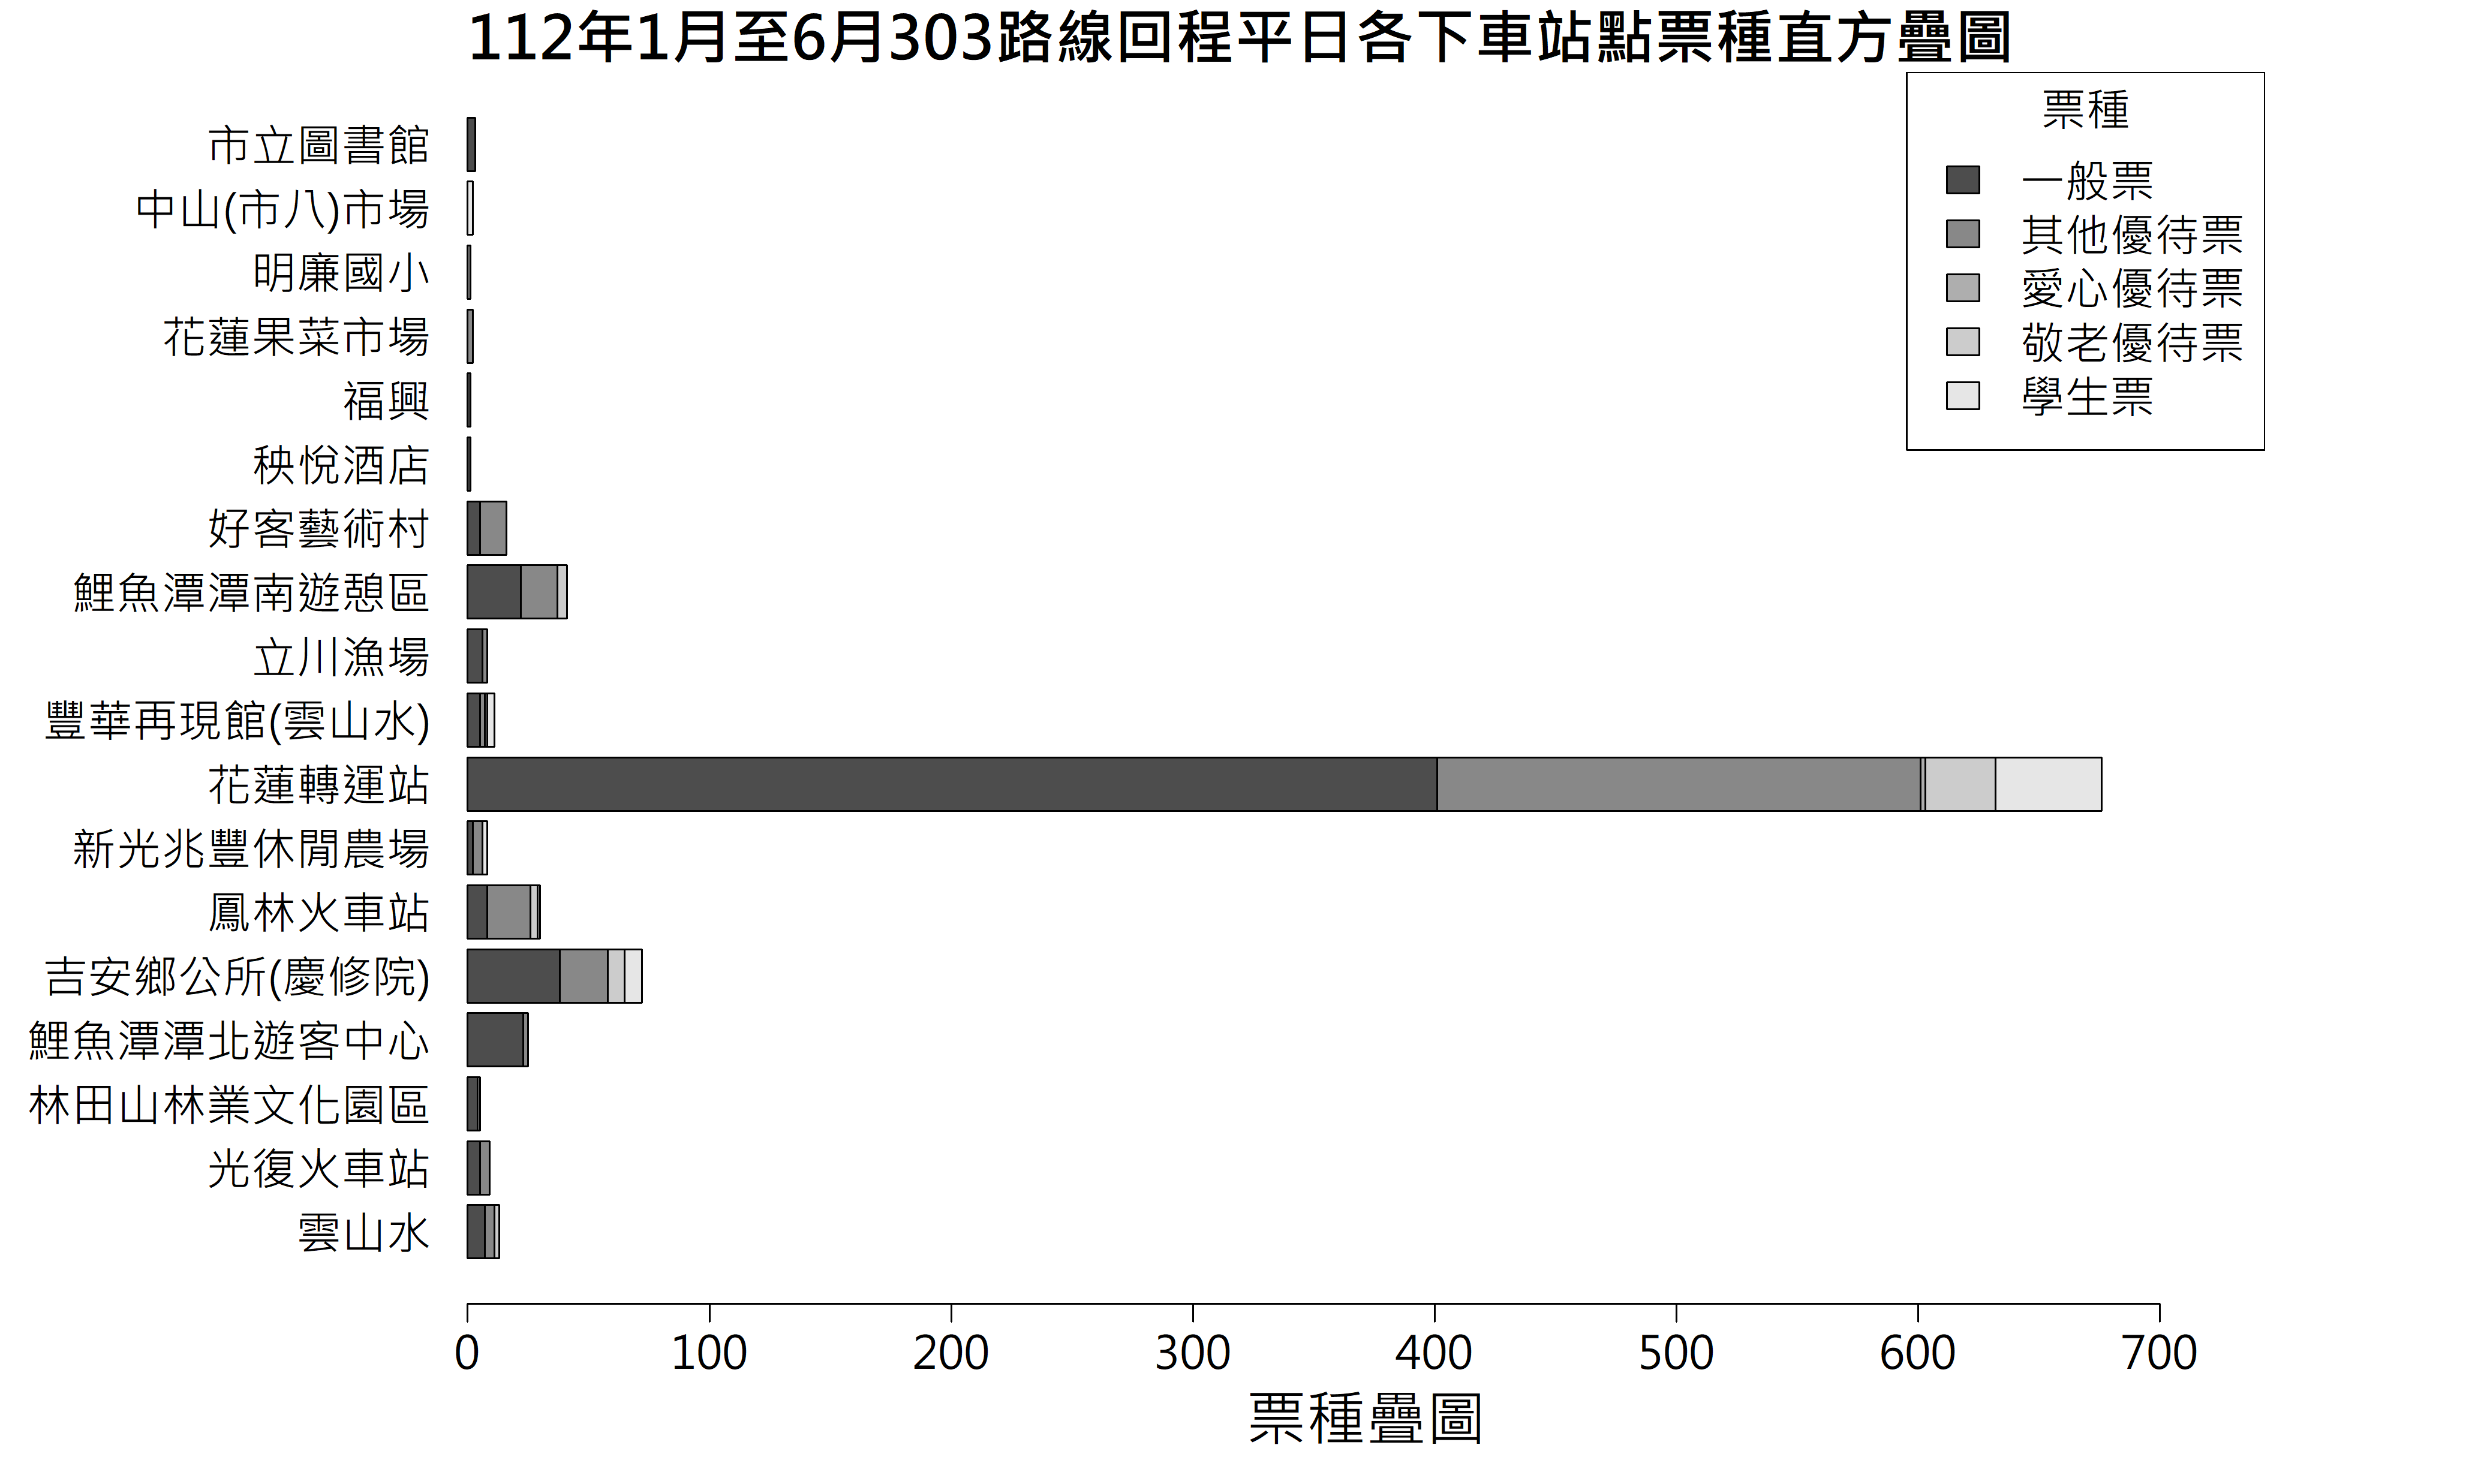 112年1月至6月303路線回程平日各下車站點票種直方疊圖
票種
一般票
其他優待票
愛心優待票
敬老優待票
學生票
市立圖書館
中山(市八)市場
明廉國小
花蓮果菜市場
福興
秧悅酒店
好客藝術村
鯉魚潭潭南遊憩區
立川漁場
豐華再現館(雲山水)
花蓮轉運站
新光兆豐休閒農場
鳳林火車站
吉安鄉公所(慶修院)
鯉魚潭潭北遊客中心
林田山林業文化園區
光復火車站
雲山水
0 100 200 300 400 500 600 700
票種疊圖